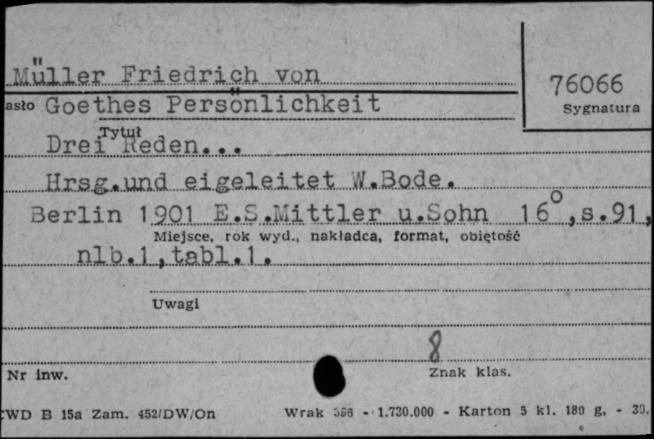 Müller Friedrich von
76066
asło Goethes Persönlichkeit
Sygnatura
Tytuł
Drei Reden...
Hrsg.und eigeleitet W.Bode.
Berlin 1901 E.S.Mittler u.Sohn 16°,s.91,
Miejsce, rok wyd., nakładca, format, objętość
nlb.1,tabl.1.
Uwagi
8
Nr inw.
Znak klas.
CWD B 15a Zam. 452/DW/On Wrak - 1.730.000 - Karton 5 kl. 180 g. - 30.